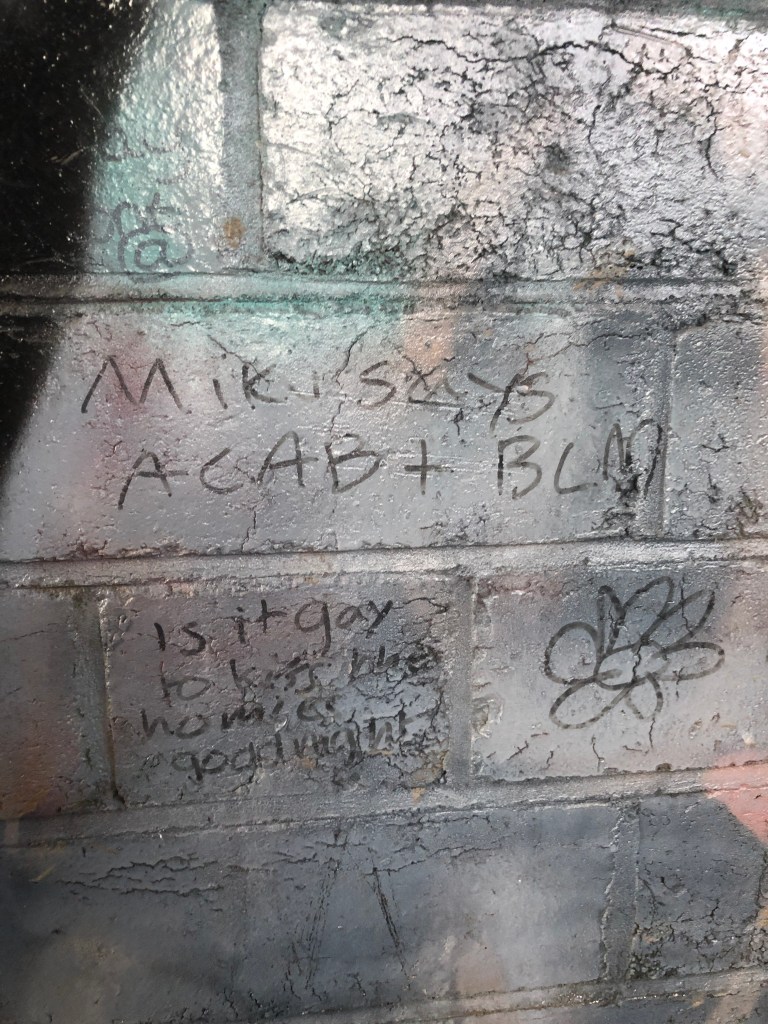 @
Miki says
ACAB + BLM
Is it gay
to kiss the
homies
goodnight